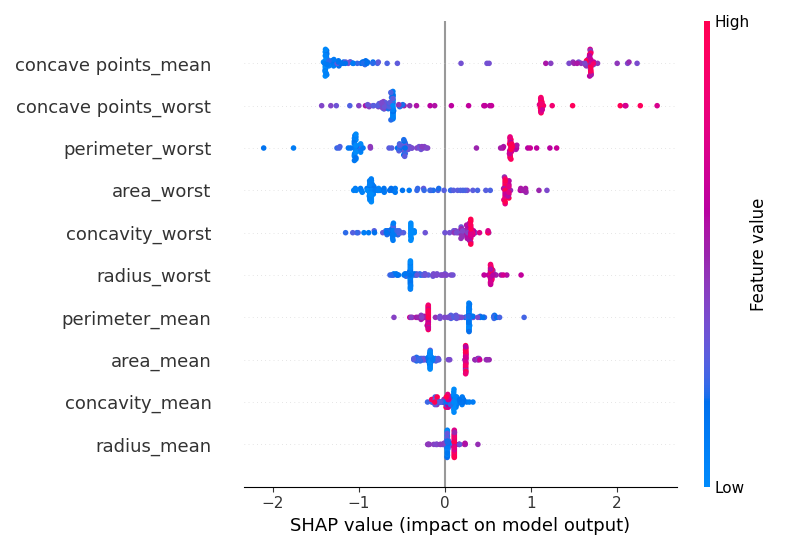 High
concave points_mean
concave points_worst
perimeter_worst
area_worst
concavity_worst
radius_worst
perimeter_mean
area_mean
concavity_mean
radius_mean
Feature value
Low
−2 −1 0 1 2
SHAP value (impact on model output)